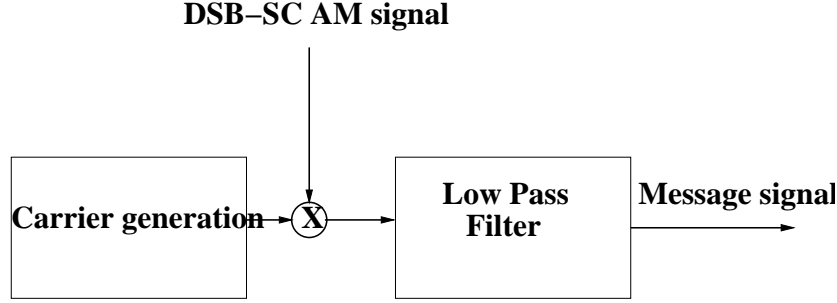 DSB–SC AM signal
Carrier generation
X
Low Pass
Filter
Message signal